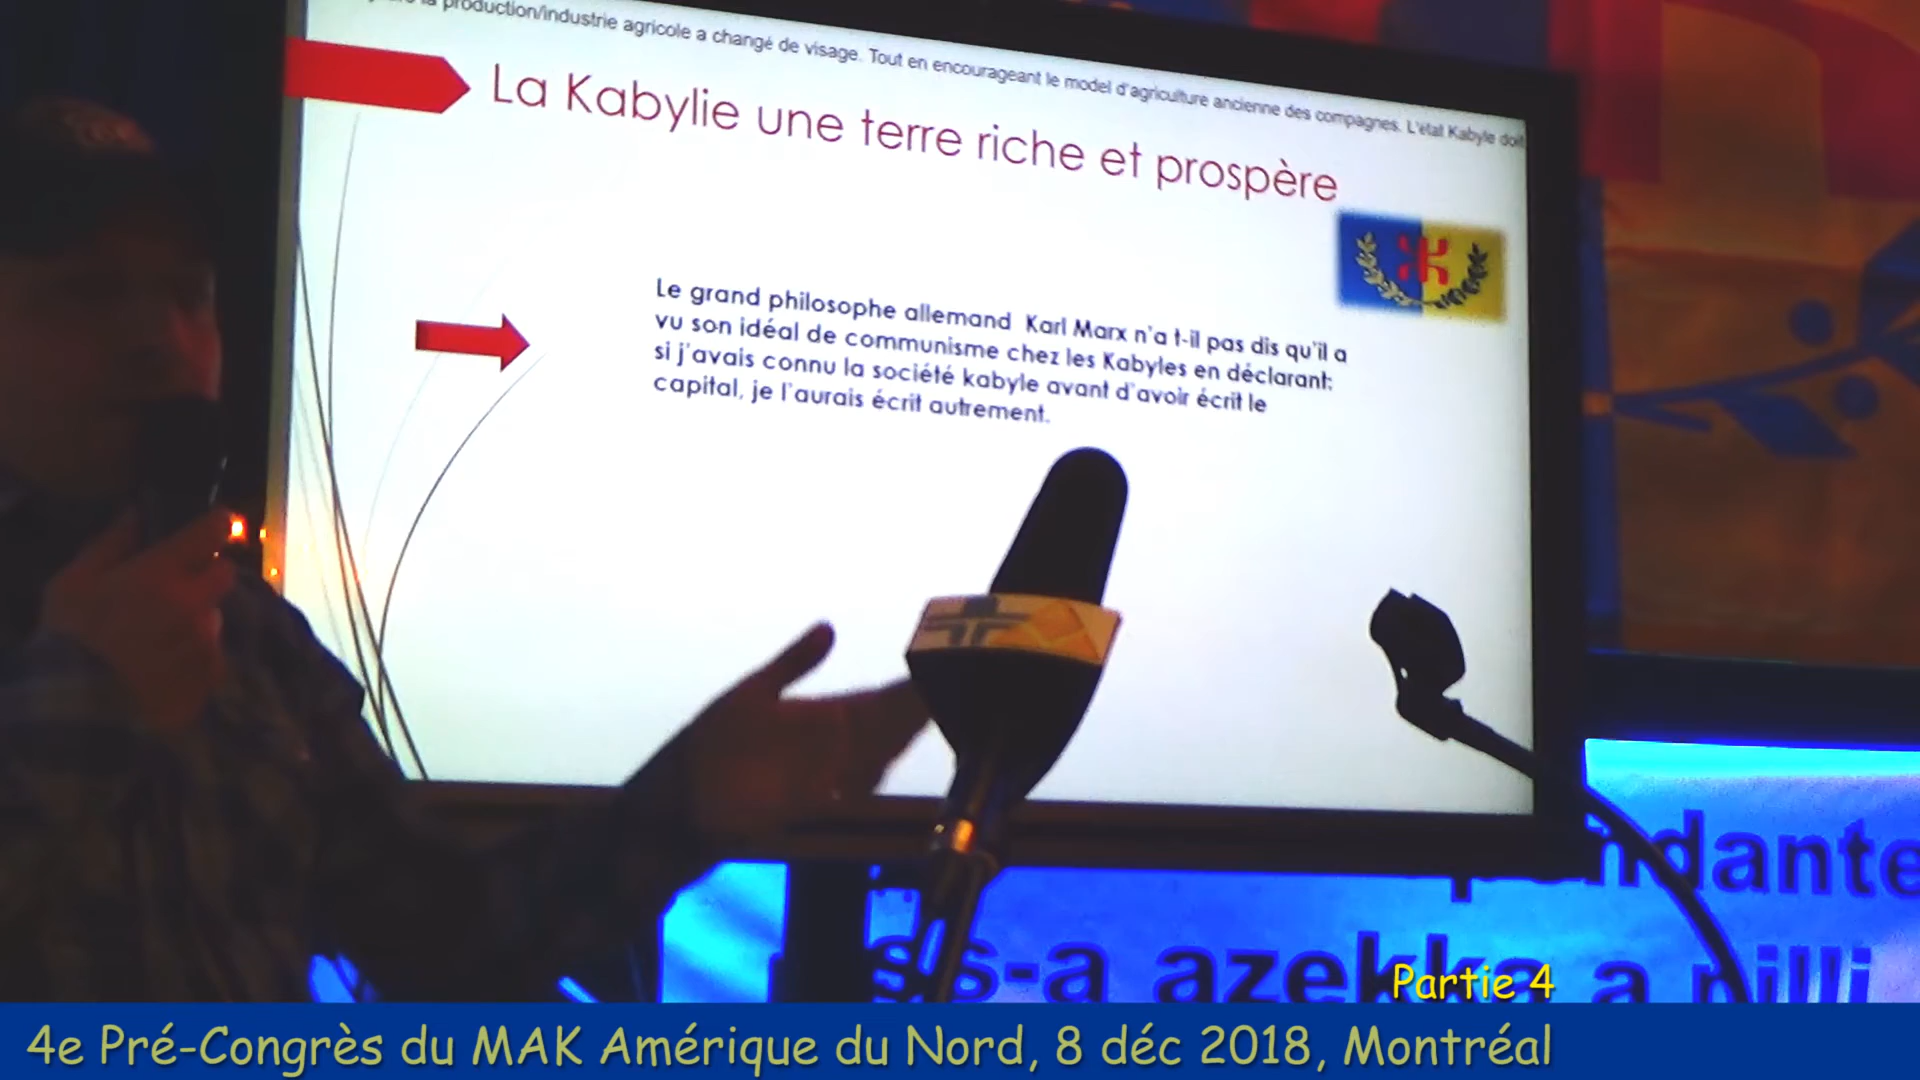 production/industrie agricole a changé de visage. Tout en encourageant le model d'agriculture ancienne des compagnes. L'état Kabyle doit
La Kabylie une terre riche et prospère
Le grand philosophe allemand Karl Marx n'a t-il pas dis qu'il a
vu son idéal de communisme chez les Kabyles en déclarant:
si j'avais connu la société kabyle avant d'avoir écrit le
capital, je l'aurais écrit autrement.
azekka a nili
Partie 4
4e Pré-Congrès du MAK Amérique du Nord, 8 déc 2018, Montréal